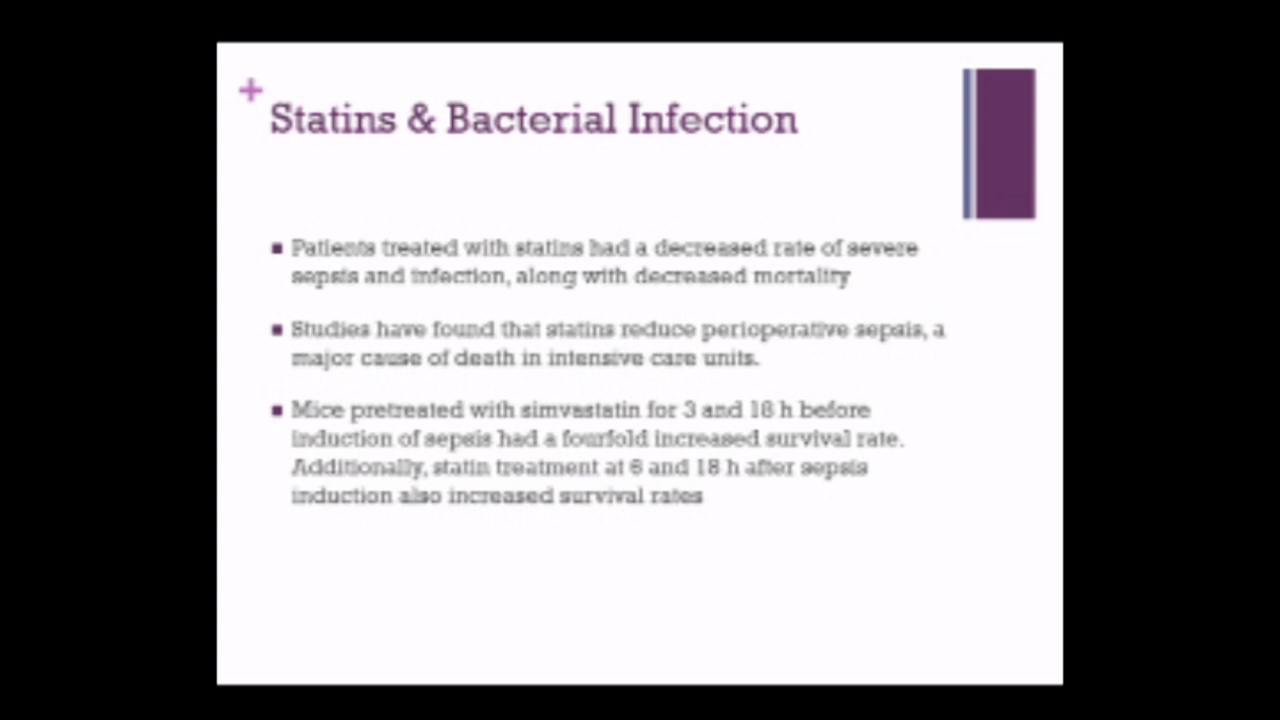 +
Statins & Bacterial Infection
▪ Patients treated with statins had a decreased rate of severe
sepsis and infection, along with decreased mortality
▪ Studies have found that statins reduce perioperative sepsis, a
major cause of death in intensive care units.
▪ Mice pretreated with simvastatin for 3 and 18 h before
induction of sepsis had a fourfold increased survival rate.
Additionally, statin treatment at 6 and 18 h after sepsis
induction also increased survival rates